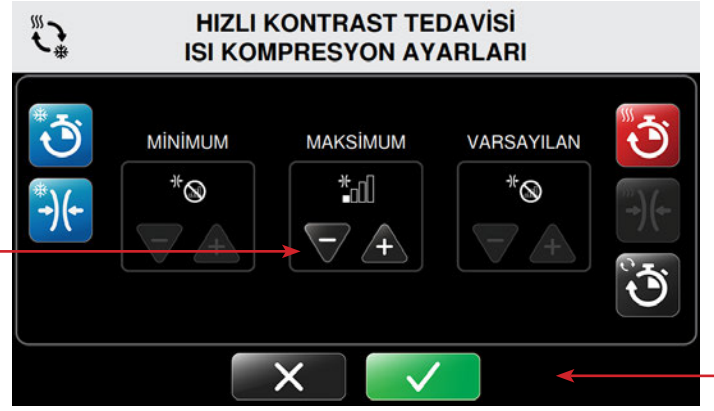 HIZLI KONTRAST TEDAVİSİ
ISI KOMPRESYON AYARLARI
MİNİMUM
MAKSİMUM
VARSAYILAN